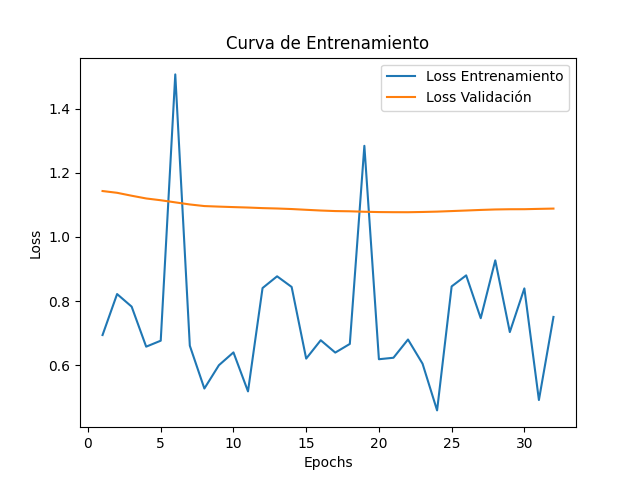 Curva de Entrenamiento
Loss Entrenamiento
Loss Validación
Loss
1.4
1.2
1.0
0.8
0.6
0 5 10 15 20 25 30
Epochs